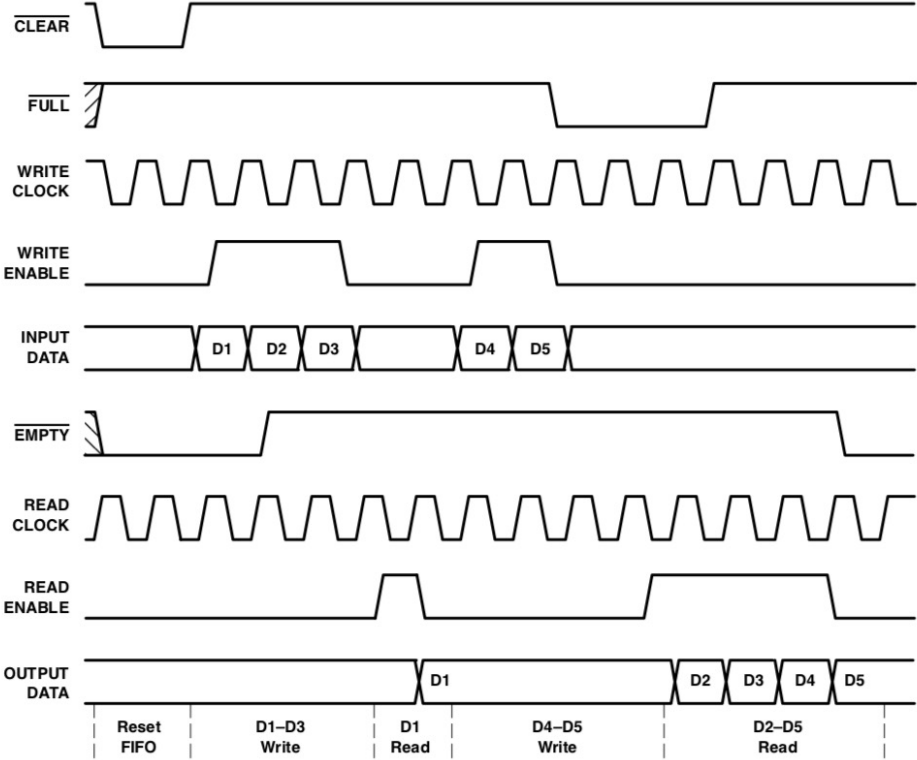 CLEAR
FULL
WRITE
CLOCK
WRITE
ENABLE
INPUT
DATA
D1 D2 D3 D4 D5
EMPTY
READ
CLOCK
READ
ENABLE
OUTPUT
DATA
D1 D2 D3 D4 D5
Reset
FIFO
D1–D3
Write
D1
Read
D4–D5
Write
D2–D5
Read